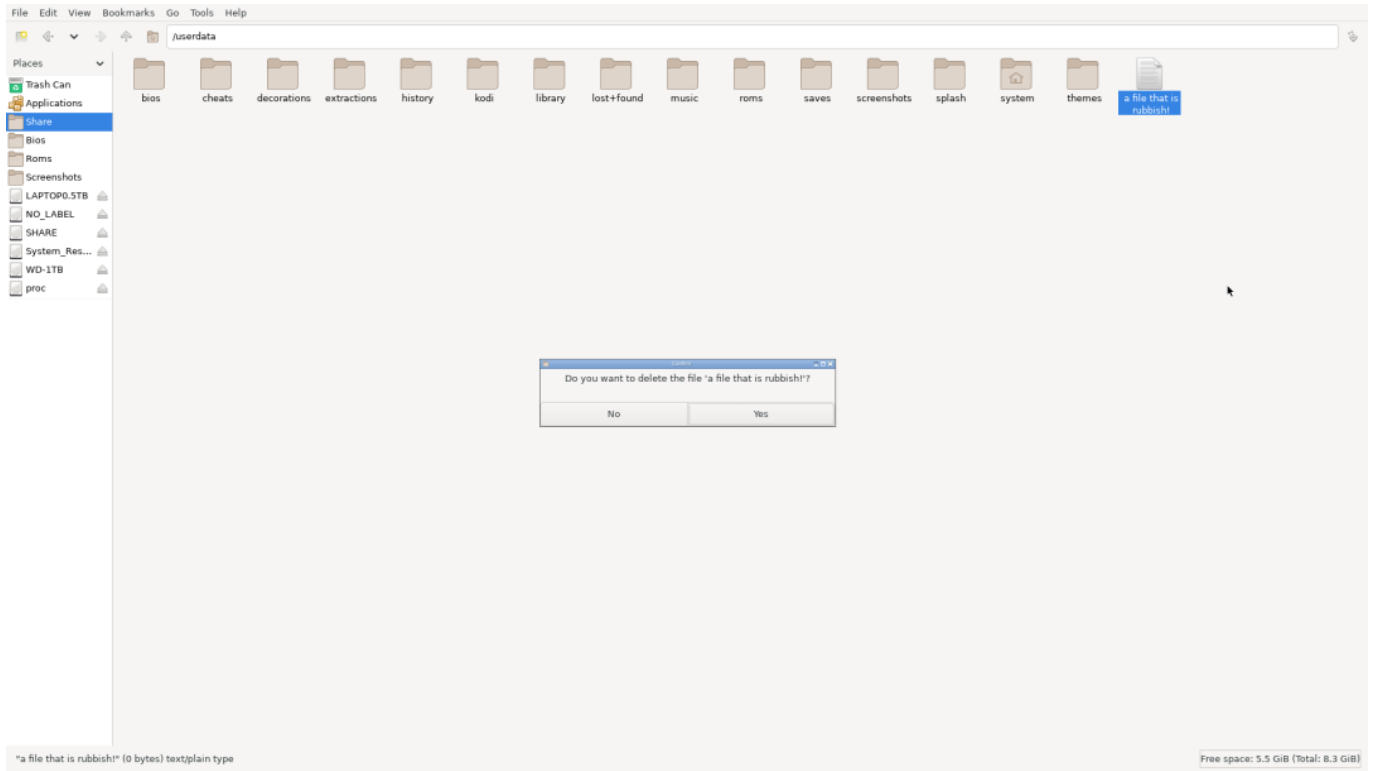 File Edit View Bookmarks Go Tools Help
/userdata
Places
Trash Can
Applications
Share
Bios
Roms
Screenshots
LAPTOP0.5TB
NO_LABEL
SHARE
System_Res...
WD-1TB
proc
bios cheats decorations extractions history kodi library lost+found music roms saves screenshots splash system themes a file that is
rubbish!
Do you want to delete the file 'a file that is rubbish!'?
No Yes
"a file that is rubbish!" (0 bytes) text/plain type
Free space: 5.5 GiB (Total: 8.3 GiB)